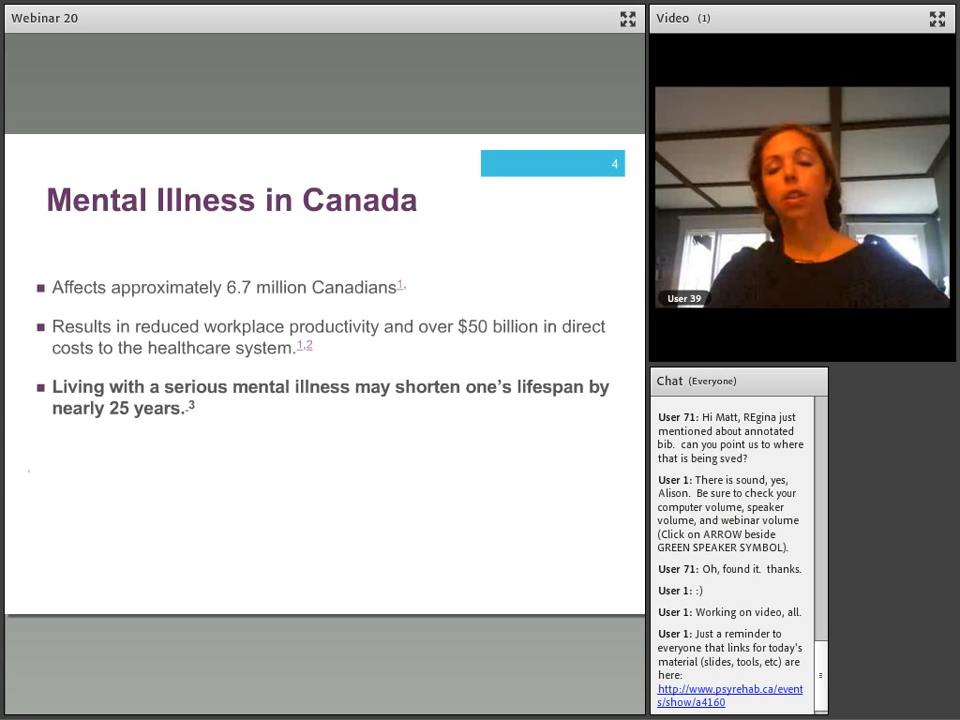 Webinar 20
4
Mental Illness in Canada
■ Affects approximately 6.7 million Canadians1,
■ Results in reduced workplace productivity and over $50 billion in direct
costs to the healthcare system.1,2
■ Living with a serious mental illness may shorten one’s lifespan by
nearly 25 years..3
Video (1)
User 39
Chat (Everyone)
User 71: Hi Matt, REgina just
mentioned about annotated
bib. can you point us to where
that is being sved?
User 1: There is sound, yes,
Alison. Be sure to check your
computer volume, speaker
volume, and webinar volume
(Click on ARROW beside
GREEN SPEAKER SYMBOL).
User 71: Oh, found it. thanks.
User 1: :)
User 1: Working on video, all.
User 1: Just a reminder to
everyone that links for today's
material (slides, tools, etc) are
here:
http://www.psyrehab.ca/event
s/show/a4160